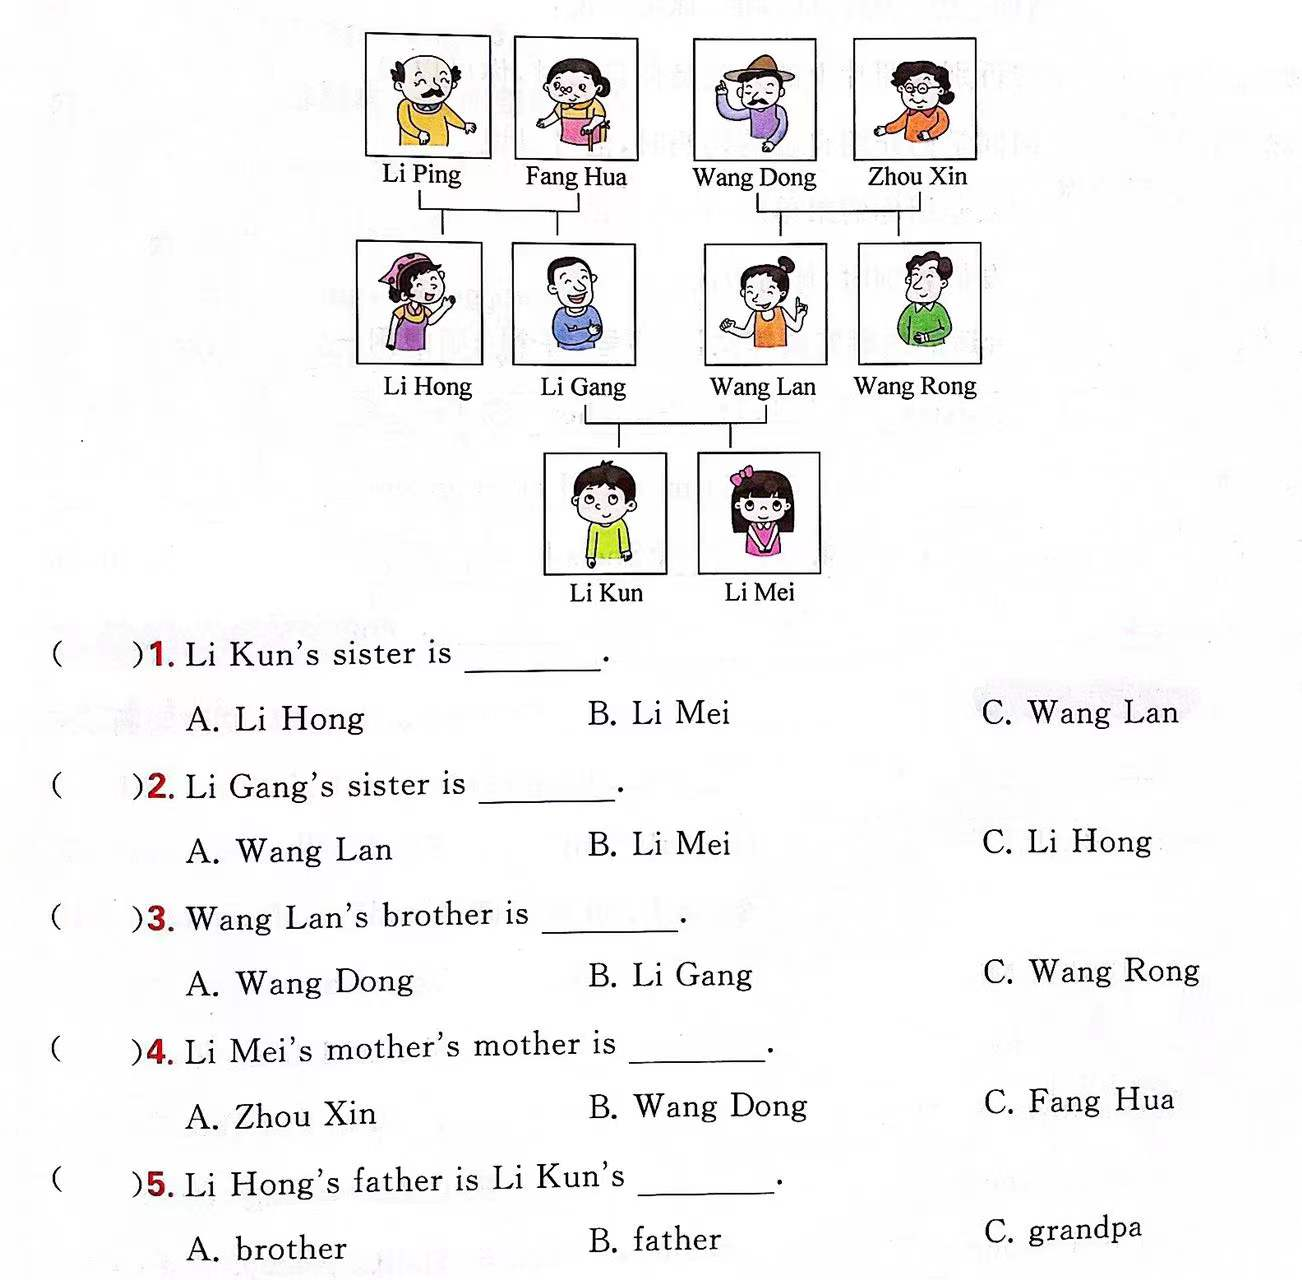 Li Ping Fang Hua Wang Dong Zhou Xin
Li Hong Li Gang Wang Lan Wang Rong
Li Kun Li Mei
( )1. Li Kun's sister is ________.
A. Li Hong B. Li Mei C. Wang Lan
( )2. Li Gang's sister is ________.
A. Wang Lan B. Li Mei C. Li Hong
( )3. Wang Lan's brother is ________.
A. Wang Dong B. Li Gang C. Wang Rong
( )4. Li Mei's mother's mother is ________.
A. Zhou Xin B. Wang Dong C. Fang Hua
( )5. Li Hong's father is Li Kun's ________.
A. brother B. father C. grandpa